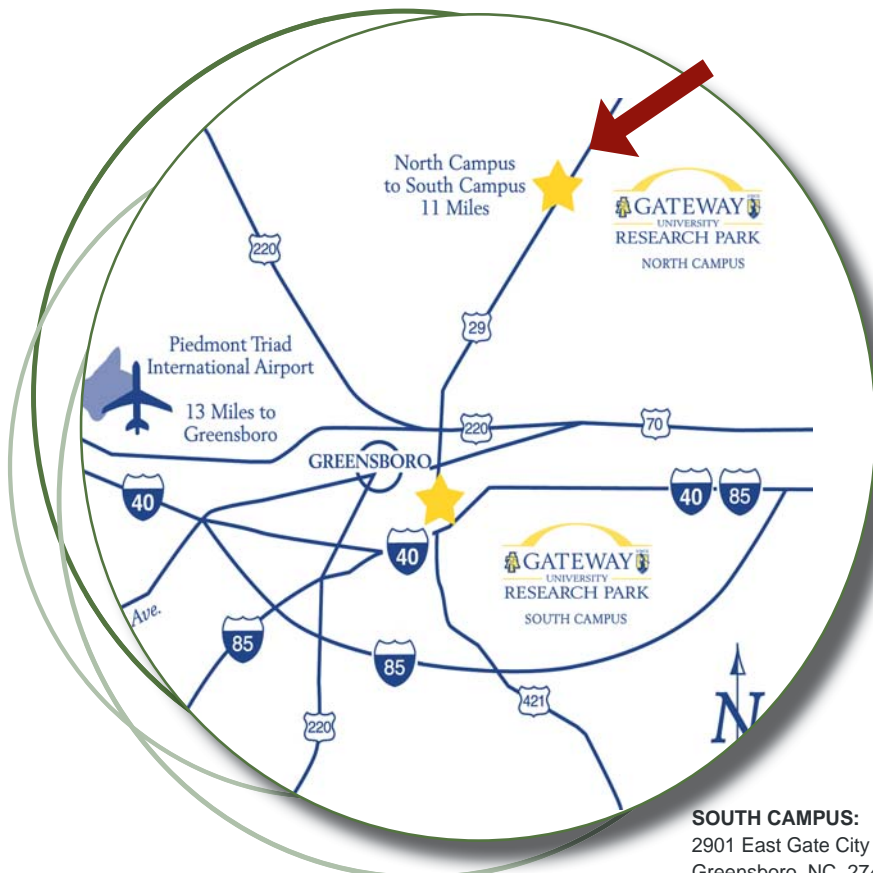 North Campus
to South Campus
11 Miles
GATEWAY
UNIVERSITY
RESEARCH PARK
NORTH CAMPUS
220
29
Piedmont Triad
International Airport
13 Miles to
Greensboro
220
70
GREENSBORO
40
40
85
40
GATEWAY
UNIVERSITY
RESEARCH PARK
SOUTH CAMPUS
Ave.
85
85
421
220
N
SOUTH CAMPUS:
2901 East Gate City
Greensboro, NC